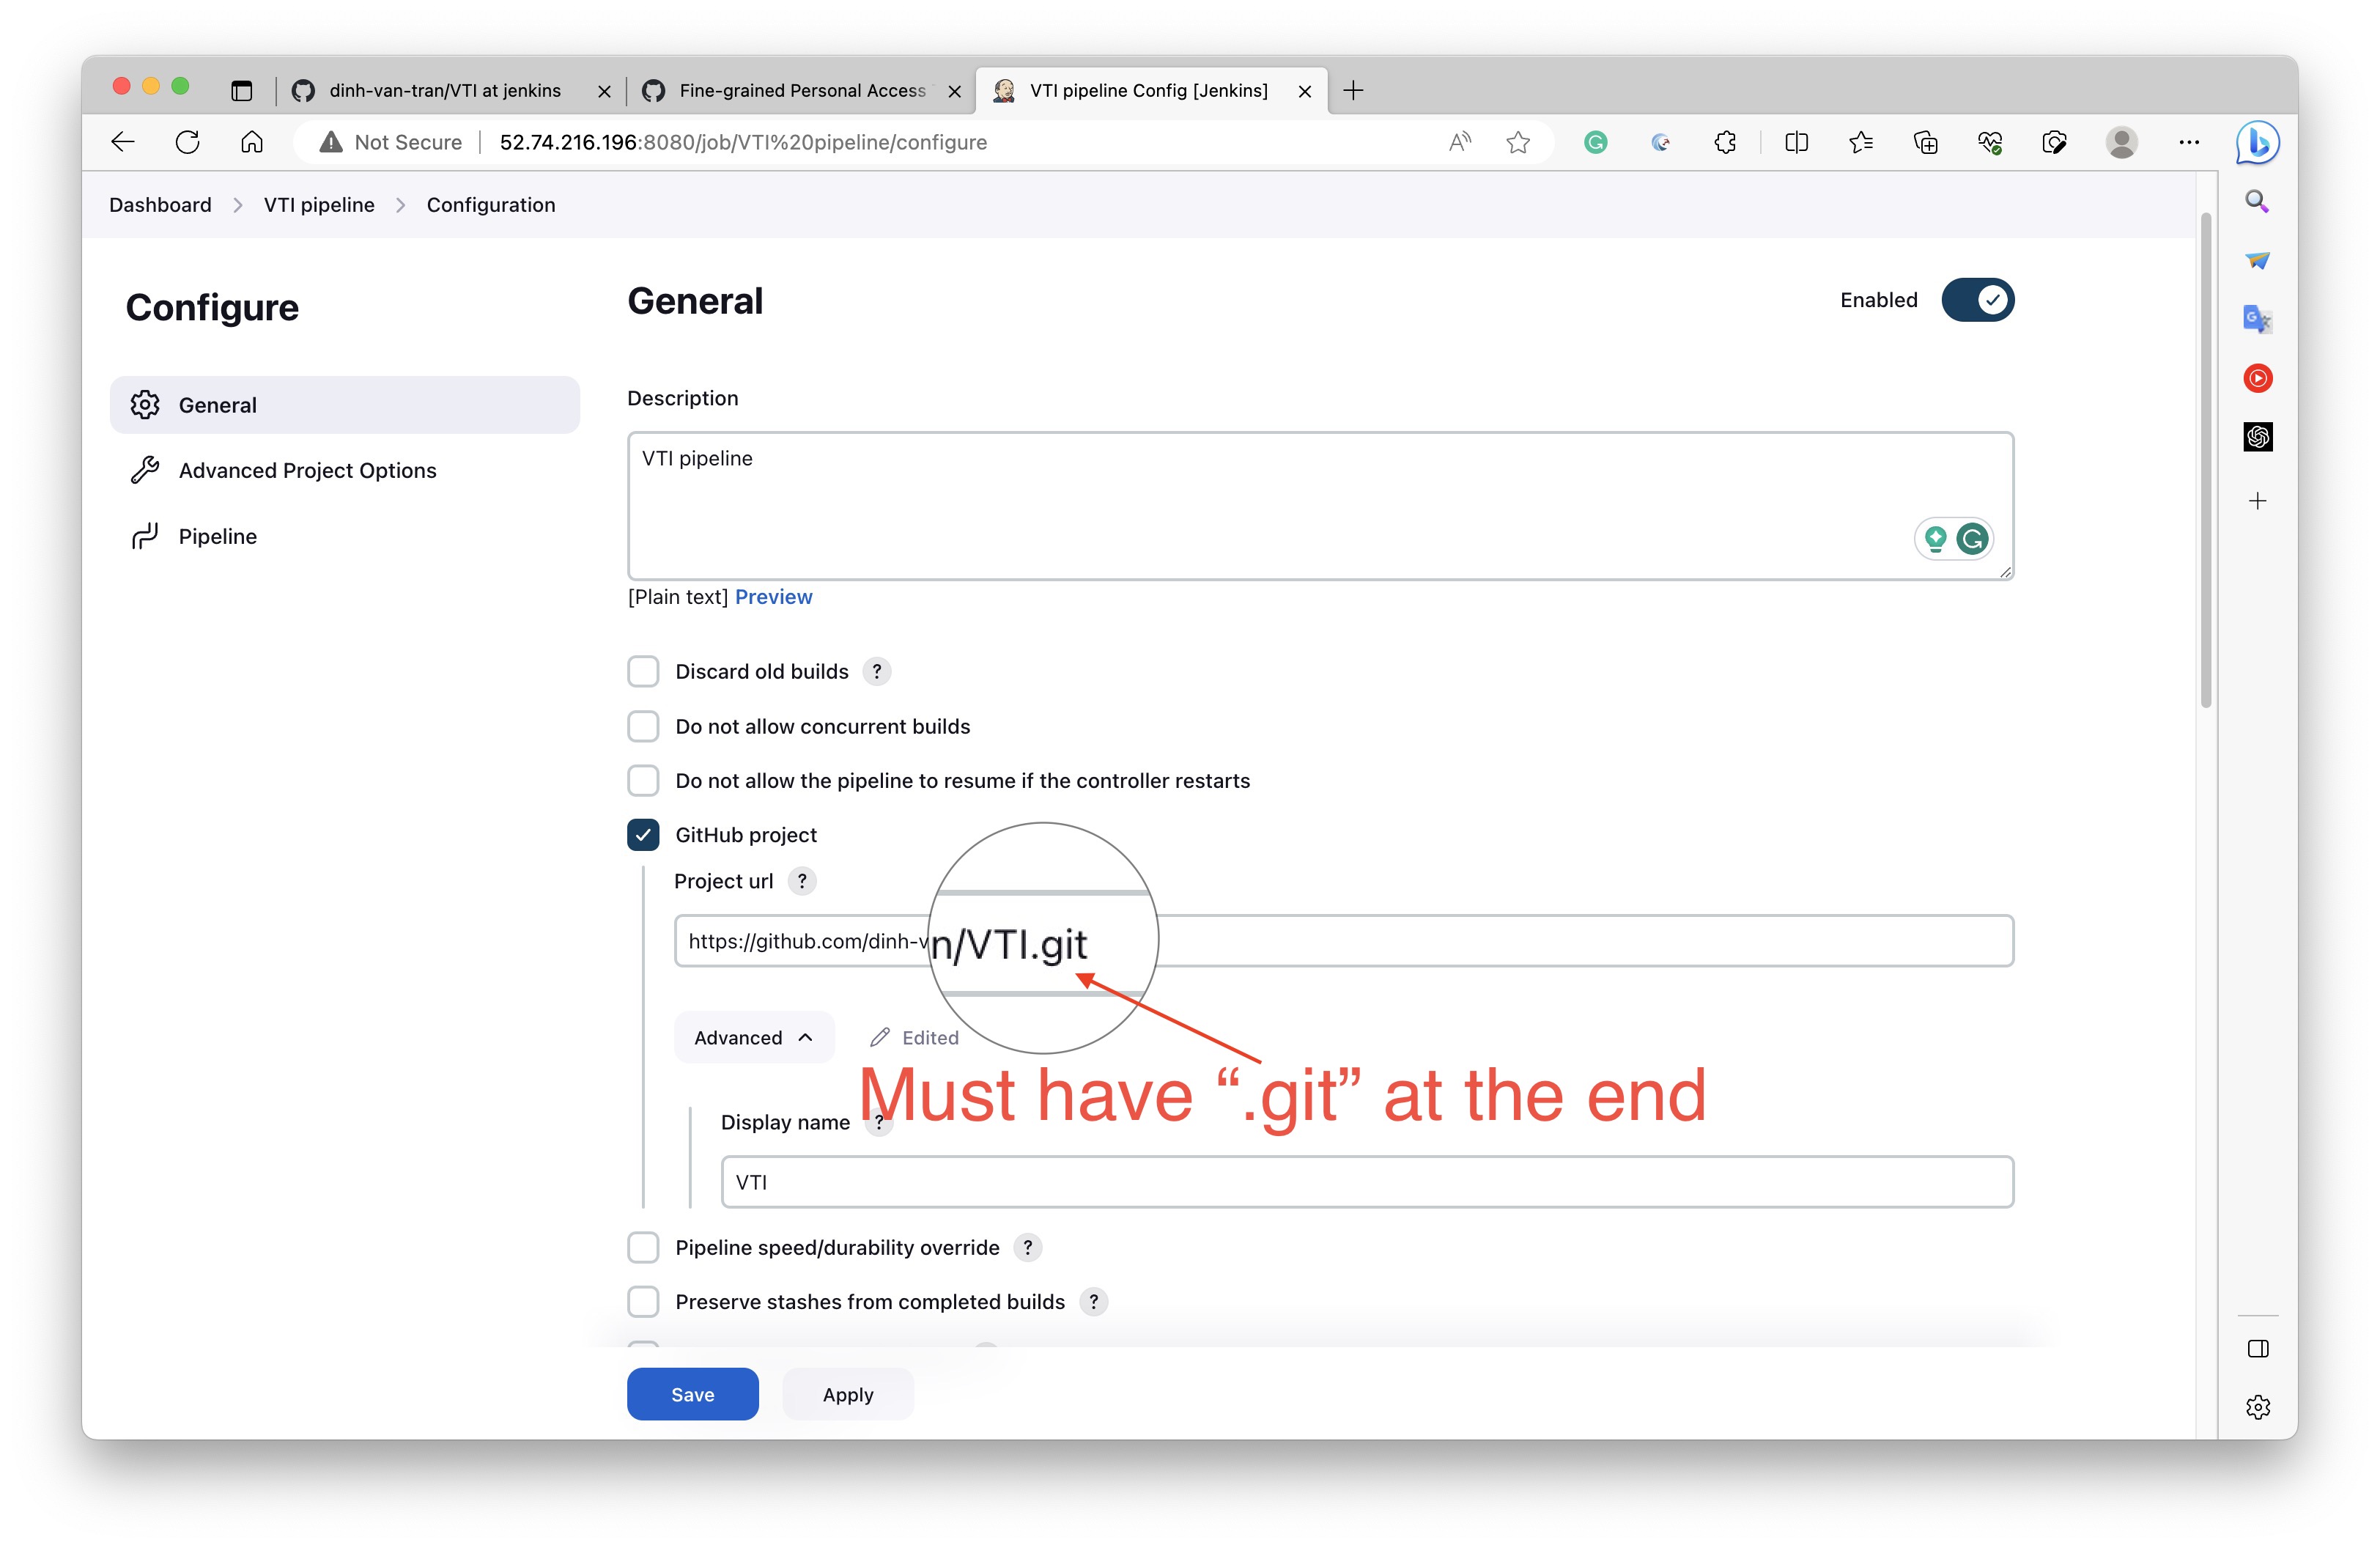 dinh-van-tran/VTI at jenkins
Fine-grained Personal Access
VTI pipeline Config [Jenkins]
Not Secure
52.74.216.196:8080/job/VTI%20pipeline/configure
Dashboard
VTI pipeline
Configuration
Configure
General
Advanced Project Options
Pipeline
General
Enabled
Description
VTI pipeline
[Plain text] Preview
Discard old builds ?
Do not allow concurrent builds
Do not allow the pipeline to resume if the controller restarts
GitHub project
Project url ?
https://github.com/dinh-v
n/VTI.git
Advanced
Edited
Must have “.git” at the end
Display name ?
VTI
Pipeline speed/durability override ?
Preserve stashes from completed builds ?
Save
Apply